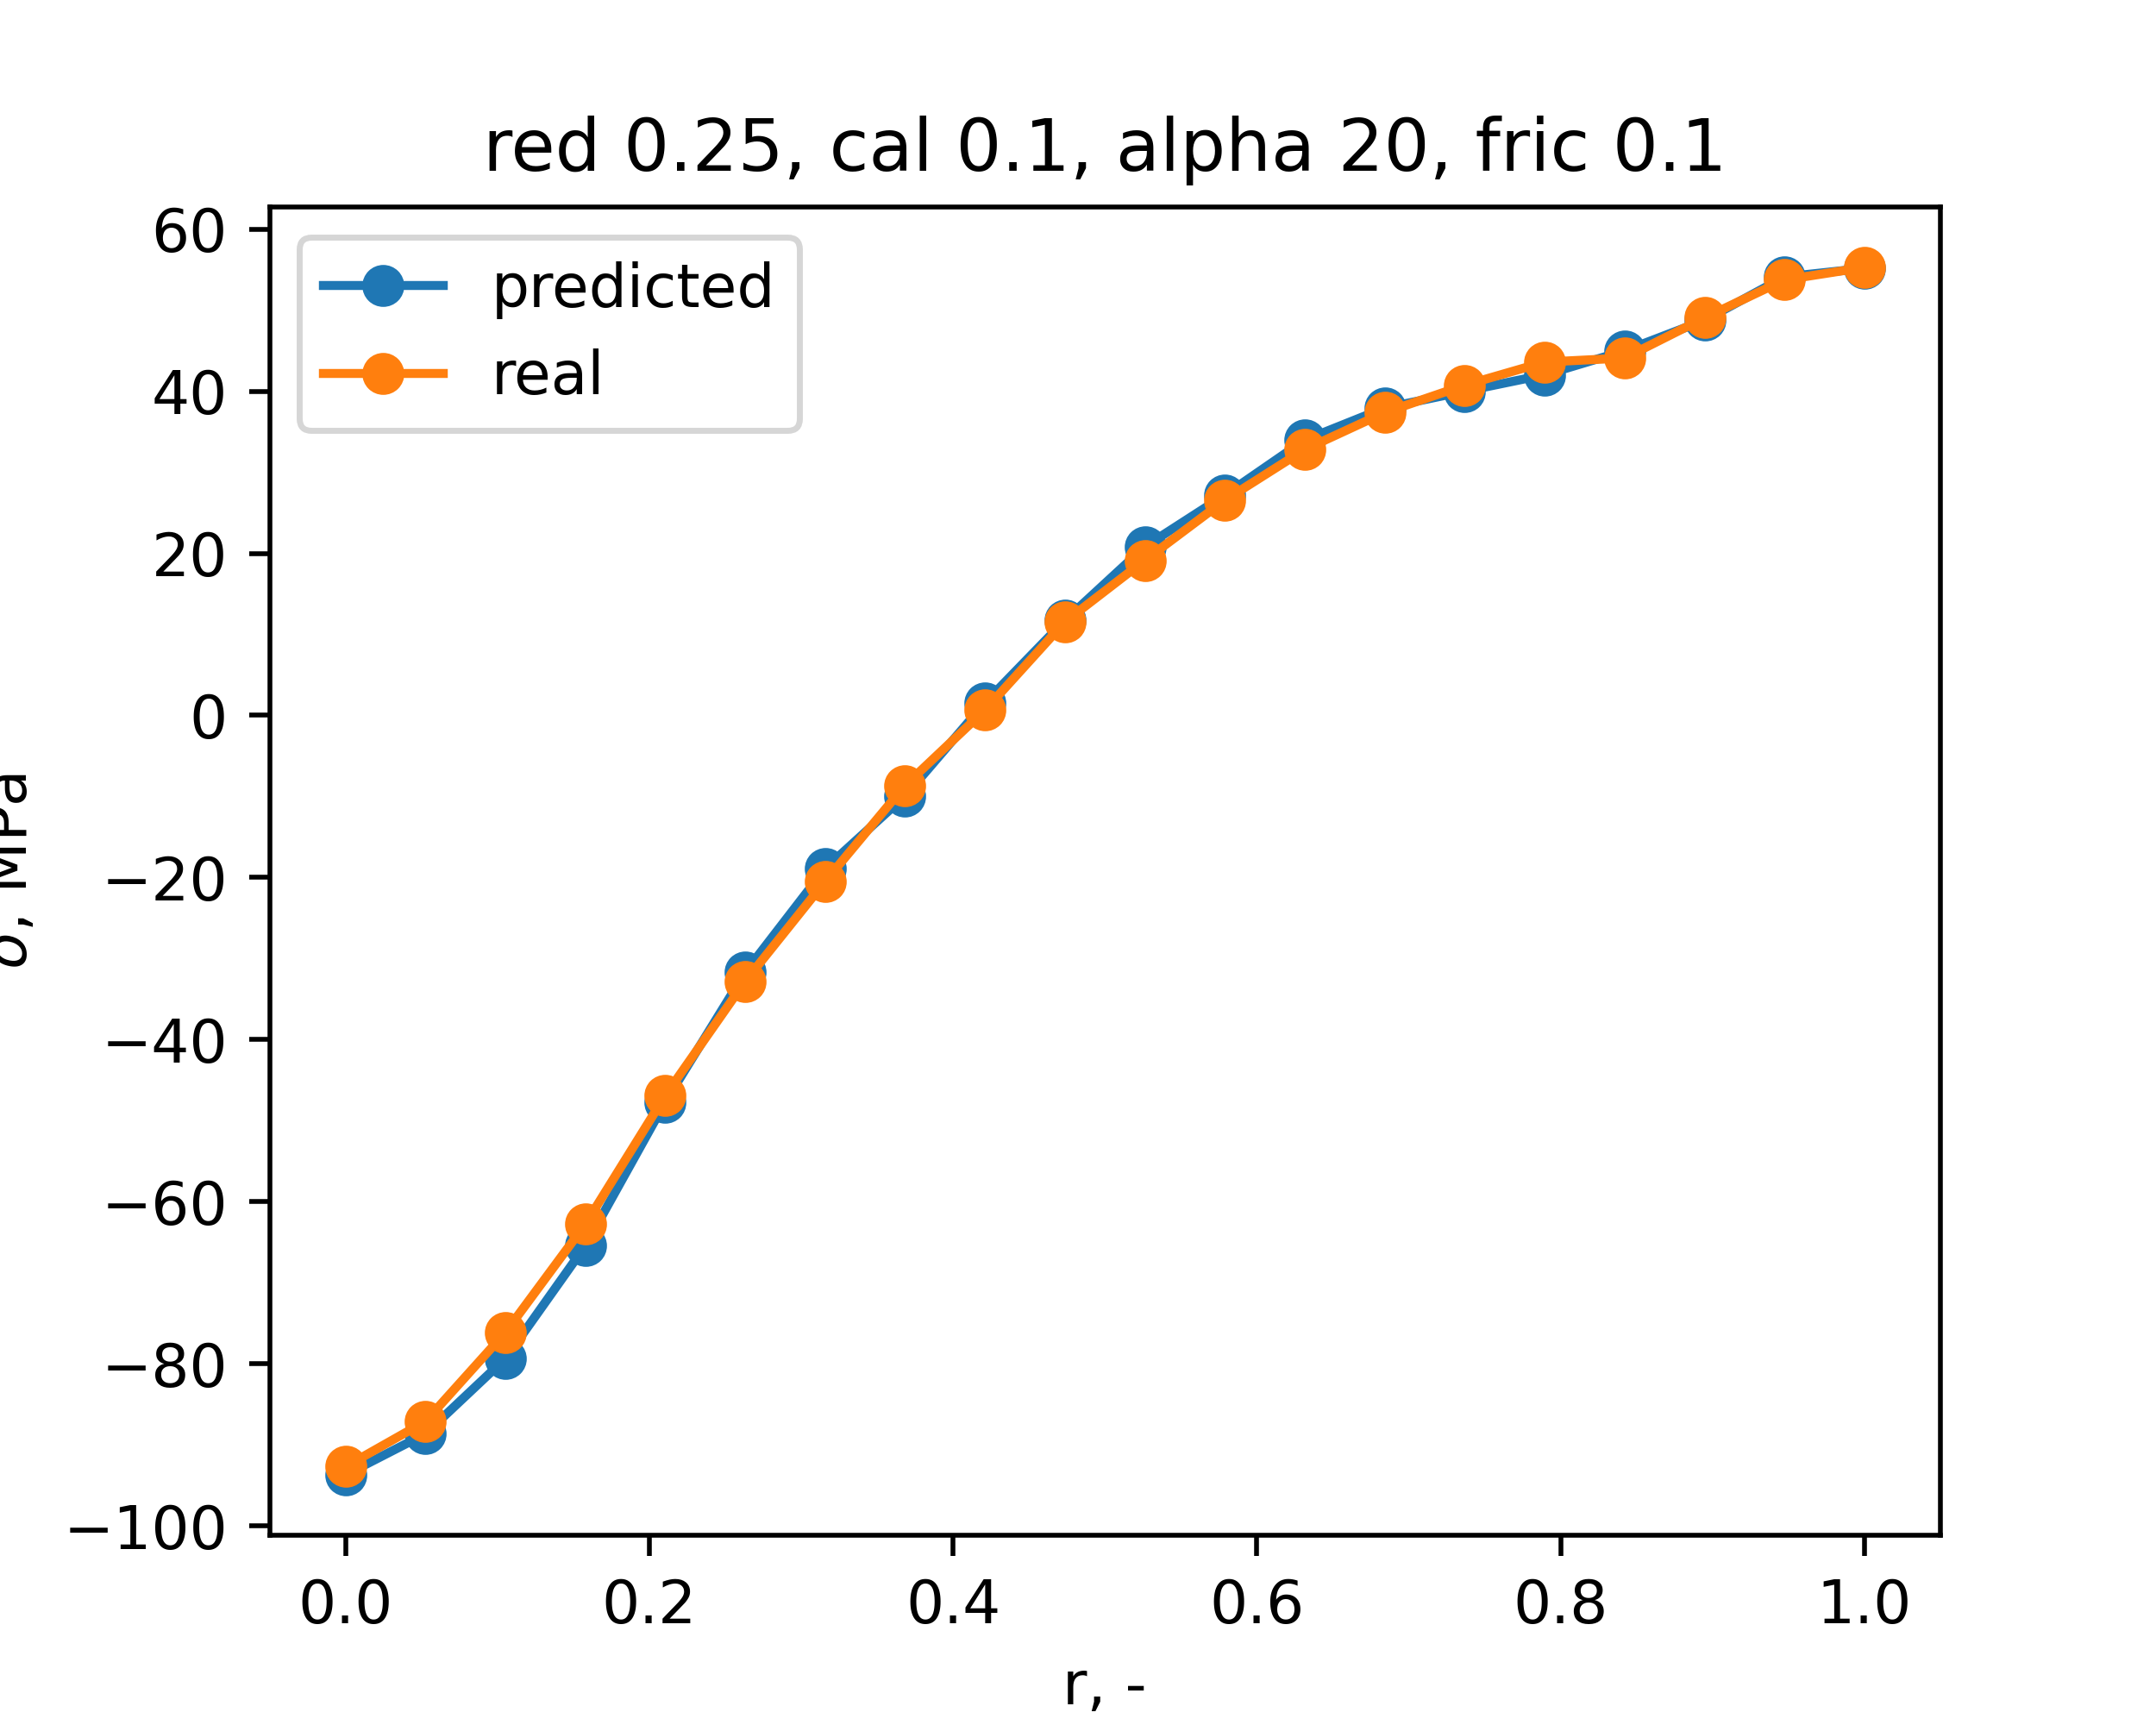 red 0.25, cal 0.1, alpha 20, fric 0.1
predicted
real
60
40
20
0
−20
−40
−60
−80
−100
σ, MPa
0.0 0.2 0.4 0.6 0.8 1.0
r, -